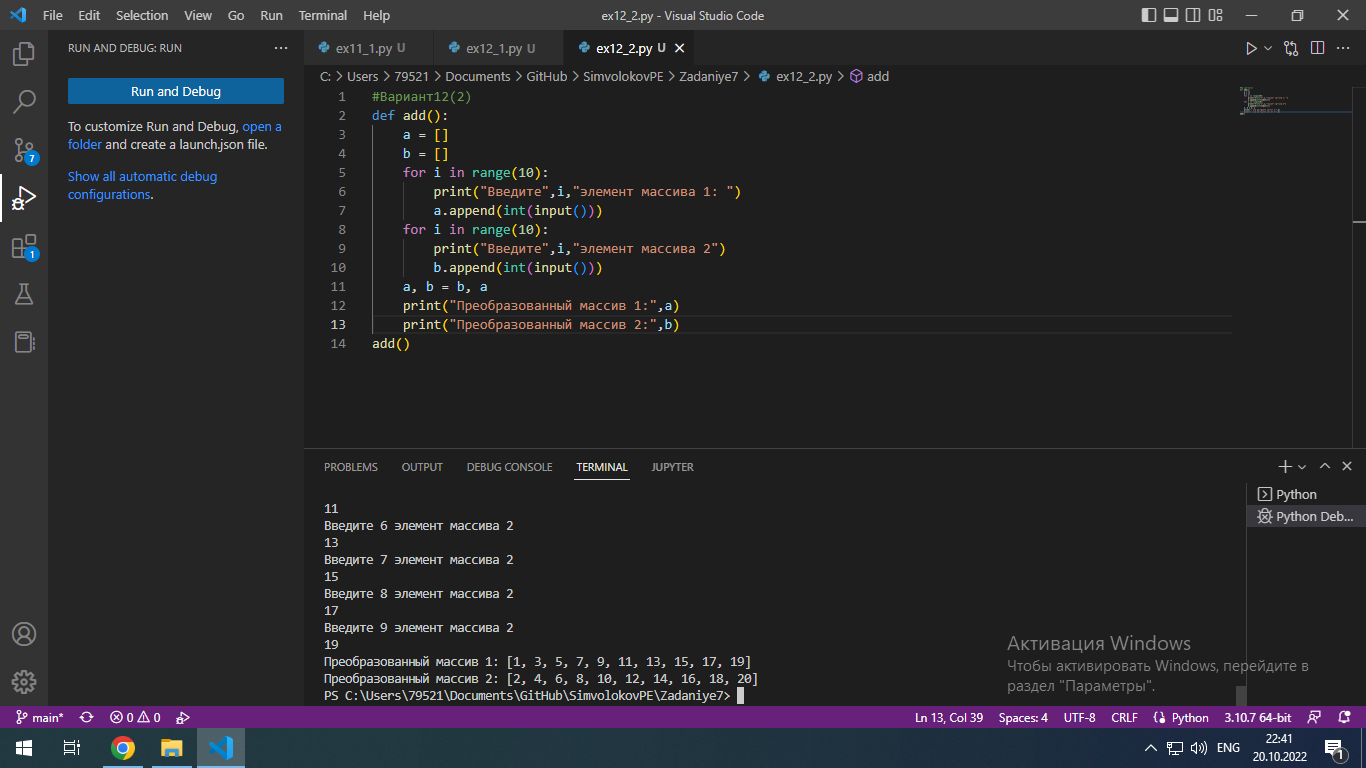 File Edit Selection View Go Run Terminal Help
ex12_2.py - Visual Studio Code
RUN AND DEBUG: RUN
Run and Debug
To customize Run and Debug, open a
folder and create a launch.json file.
Show all automatic debug
configurations.
7
1
ex11_1.py U
ex12_1.py U
ex12_2.py U
C: > Users > 79521 > Documents > GitHub > SimvolokovPE > Zadaniye7 > ex12_2.py > add
1 #Вариант12(2)
2 def add():
3     a = []
4     b = []
5     for i in range(10):
6         print("Введите",i,"элемент массива 1: ")
7         a.append(int(input()))
8     for i in range(10):
9         print("Введите",i,"элемент массива 2")
10         b.append(int(input()))
11     a, b = b, a
12     print("Преобразованный массив 1:",a)
13     print("Преобразованный массив 2:",b)
14 add()
PROBLEMS OUTPUT DEBUG CONSOLE TERMINAL JUPYTER
Python
Python Deb...
11
Введите 6 элемент массива 2
13
Введите 7 элемент массива 2
15
Введите 8 элемент массива 2
17
Введите 9 элемент массива 2
19
Преобразованный массив 1: [1, 3, 5, 7, 9, 11, 13, 15, 17, 19]
Преобразованный массив 2: [2, 4, 6, 8, 10, 12, 14, 16, 18, 20]
PS C:\Users\79521\Documents\GitHub\SimvolokovPE\Zadaniye7>
Активация Windows
Чтобы активировать Windows, перейдите в
раздел "Параметры".
main* 0 0
Ln 13, Col 39 Spaces: 4 UTF-8 CRLF Python 3.10.7 64-bit
ENG
22:41
20.10.2022
1